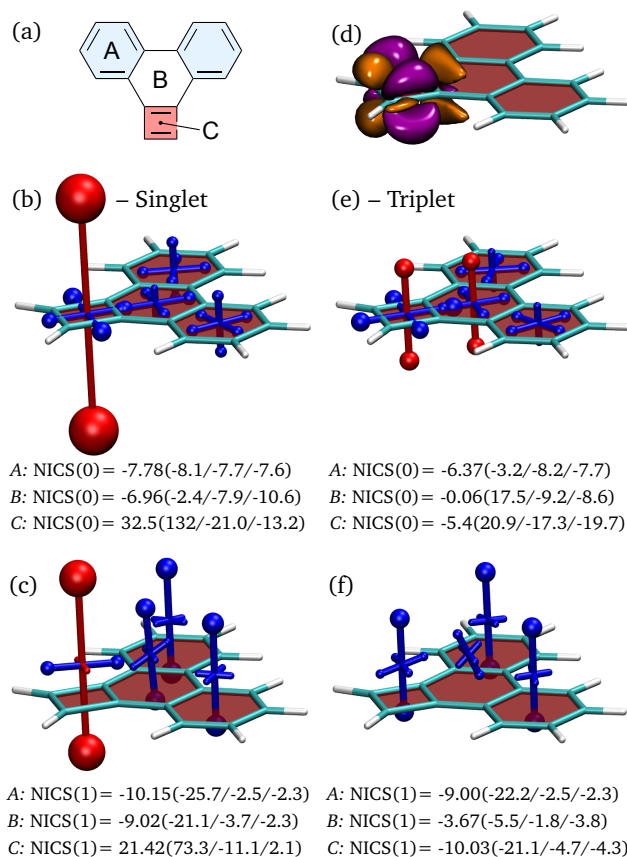 (a)
A
B
C
(d)
(b)
– Singlet
(e) – Triplet
A: NICS(0)= -7.78(-8.1/-7.7/-7.6)
B: NICS(0)= -6.96(-2.4/-7.9/-10.6)
C: NICS(0)= 32.5(132/-21.0/-13.2)
A: NICS(0)= -6.37(-3.2/-8.2/-7.7)
B: NICS(0)= -0.06(17.5/-9.2/-8.6)
C: NICS(0)= -5.4(20.9/-17.3/-19.7)
(c)
(f)
A: NICS(1)= -10.15(-25.7/-2.5/-2.3)
B: NICS(1)= -9.02(-21.1/-3.7/-2.3)
C: NICS(1)= 21.42(73.3/-11.1/2.1)
A: NICS(1)= -9.00(-22.2/-2.5/-2.3)
B: NICS(1)= -3.67(-5.5/-1.8/-3.8)
C: NICS(1)= -10.03(-21.1/-4.7/-4.3)